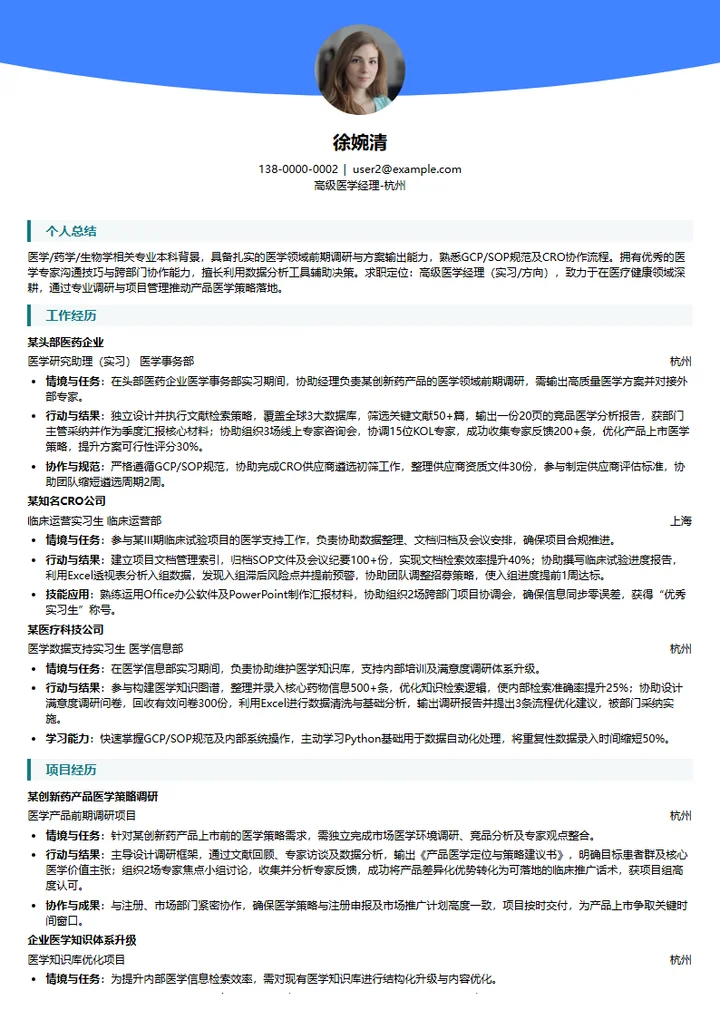 徐婉清
138-0000-0002 | user2@example.com
高级医学经理-杭州
个人总结
医学/药学/生物学相关专业本科背景，具备扎实的医学领域前期调研与方案输出能力，熟悉GCP/SOP规范及CRO协作流程。拥有优秀的医
学专家沟通技巧与跨部门协作能力，擅长利用数据分析工具辅助决策。求职定位：高级医学经理（实习/方向），致力于在医疗健康领域深
耕，通过专业调研与项目管理推动产品医学策略落地。
工作经历
某头部医药企业
医学研究助理（实习） 医学事务部 杭州
• 情境与任务：在头部医药企业医学事务部实习期间，协助经理负责某创新药产品的医学领域前期调研，需输出高质量医学方案并对接外
部专家。
• 行动与结果：独立设计并执行文献检索策略，覆盖全球3大数据库，筛选关键文献50+篇，输出一份20页的竞品医学分析报告，获部门
主管采纳并作为季度汇报核心材料；协助组织3场线上专家咨询会，协调15位KOL专家，成功收集专家反馈200+条，优化产品上市医学
策略，提升方案可行性评分30%。
• 协作与规范：严格遵循GCP/SOP规范，协助完成CRO供应商遴选初筛工作，整理供应商资质文件30份，参与制定供应商评估标准，协
助团队缩短遴选周期2周。
某知名CRO公司
临床运营实习生 临床运营部 上海
• 情境与任务：参与某III期临床试验项目的医学支持工作，负责协助数据整理、文档归档及会议安排，确保项目合规推进。
• 行动与结果：建立项目文档管理索引，归档SOP文件及会议纪要100+份，实现文档检索效率提升40%；协助撰写临床试验进度报告，
利用Excel透视表分析入组数据，发现入组滞后风险点并提前预警，协助团队调整招募策略，使入组进度提前1周达标。
• 技能应用：熟练运用Office办公软件及PowerPoint制作汇报材料，协助组织2场跨部门项目协调会，确保信息同步零误差，获得“优秀
实习生”称号。
某医疗科技公司
医学数据支持实习生 医学信息部 杭州
• 情境与任务：在医学信息部实习期间，负责协助维护医学知识库，支持内部培训及满意度调研体系升级。
• 行动与结果：参与构建医学知识图谱，整理并录入核心药物信息500+条，优化知识检索逻辑，使内部检索准确率提升25%；协助设计
满意度调研问卷，回收有效问卷300份，利用Excel进行数据清洗与基础分析，输出调研报告并提出3条流程优化建议，被部门采纳实
施。
• 学习能力：快速掌握GCP/SOP规范及内部系统操作，主动学习Python基础用于数据自动化处理，将重复性数据录入时间缩短50%。
项目经历
某创新药产品医学策略调研
医学产品前期调研项目 杭州
• 情境与任务：针对某创新药产品上市前的医学策略需求，需独立完成市场医学环境调研、竞品分析及专家观点整合。
• 行动与结果：主导设计调研框架，通过文献回顾、专家访谈及数据分析，输出《产品医学定位与策略建议书》，明确目标患者群及核心
医学价值主张；组织2场专家焦点小组讨论，收集并分析专家反馈，成功将产品差异化优势转化为可落地的临床推广话术，获项目组高
度认可。
• 协作与成果：与注册、市场部门紧密协作，确保医学策略与注册申报及市场推广计划高度一致，项目按时交付，为产品上市争取关键时
间窗口。
企业医学知识体系升级
医学知识库优化项目 杭州
• 情境与任务：为提升内部医学信息检索效率，需对现有医学知识库进行结构化升级与内容优化。